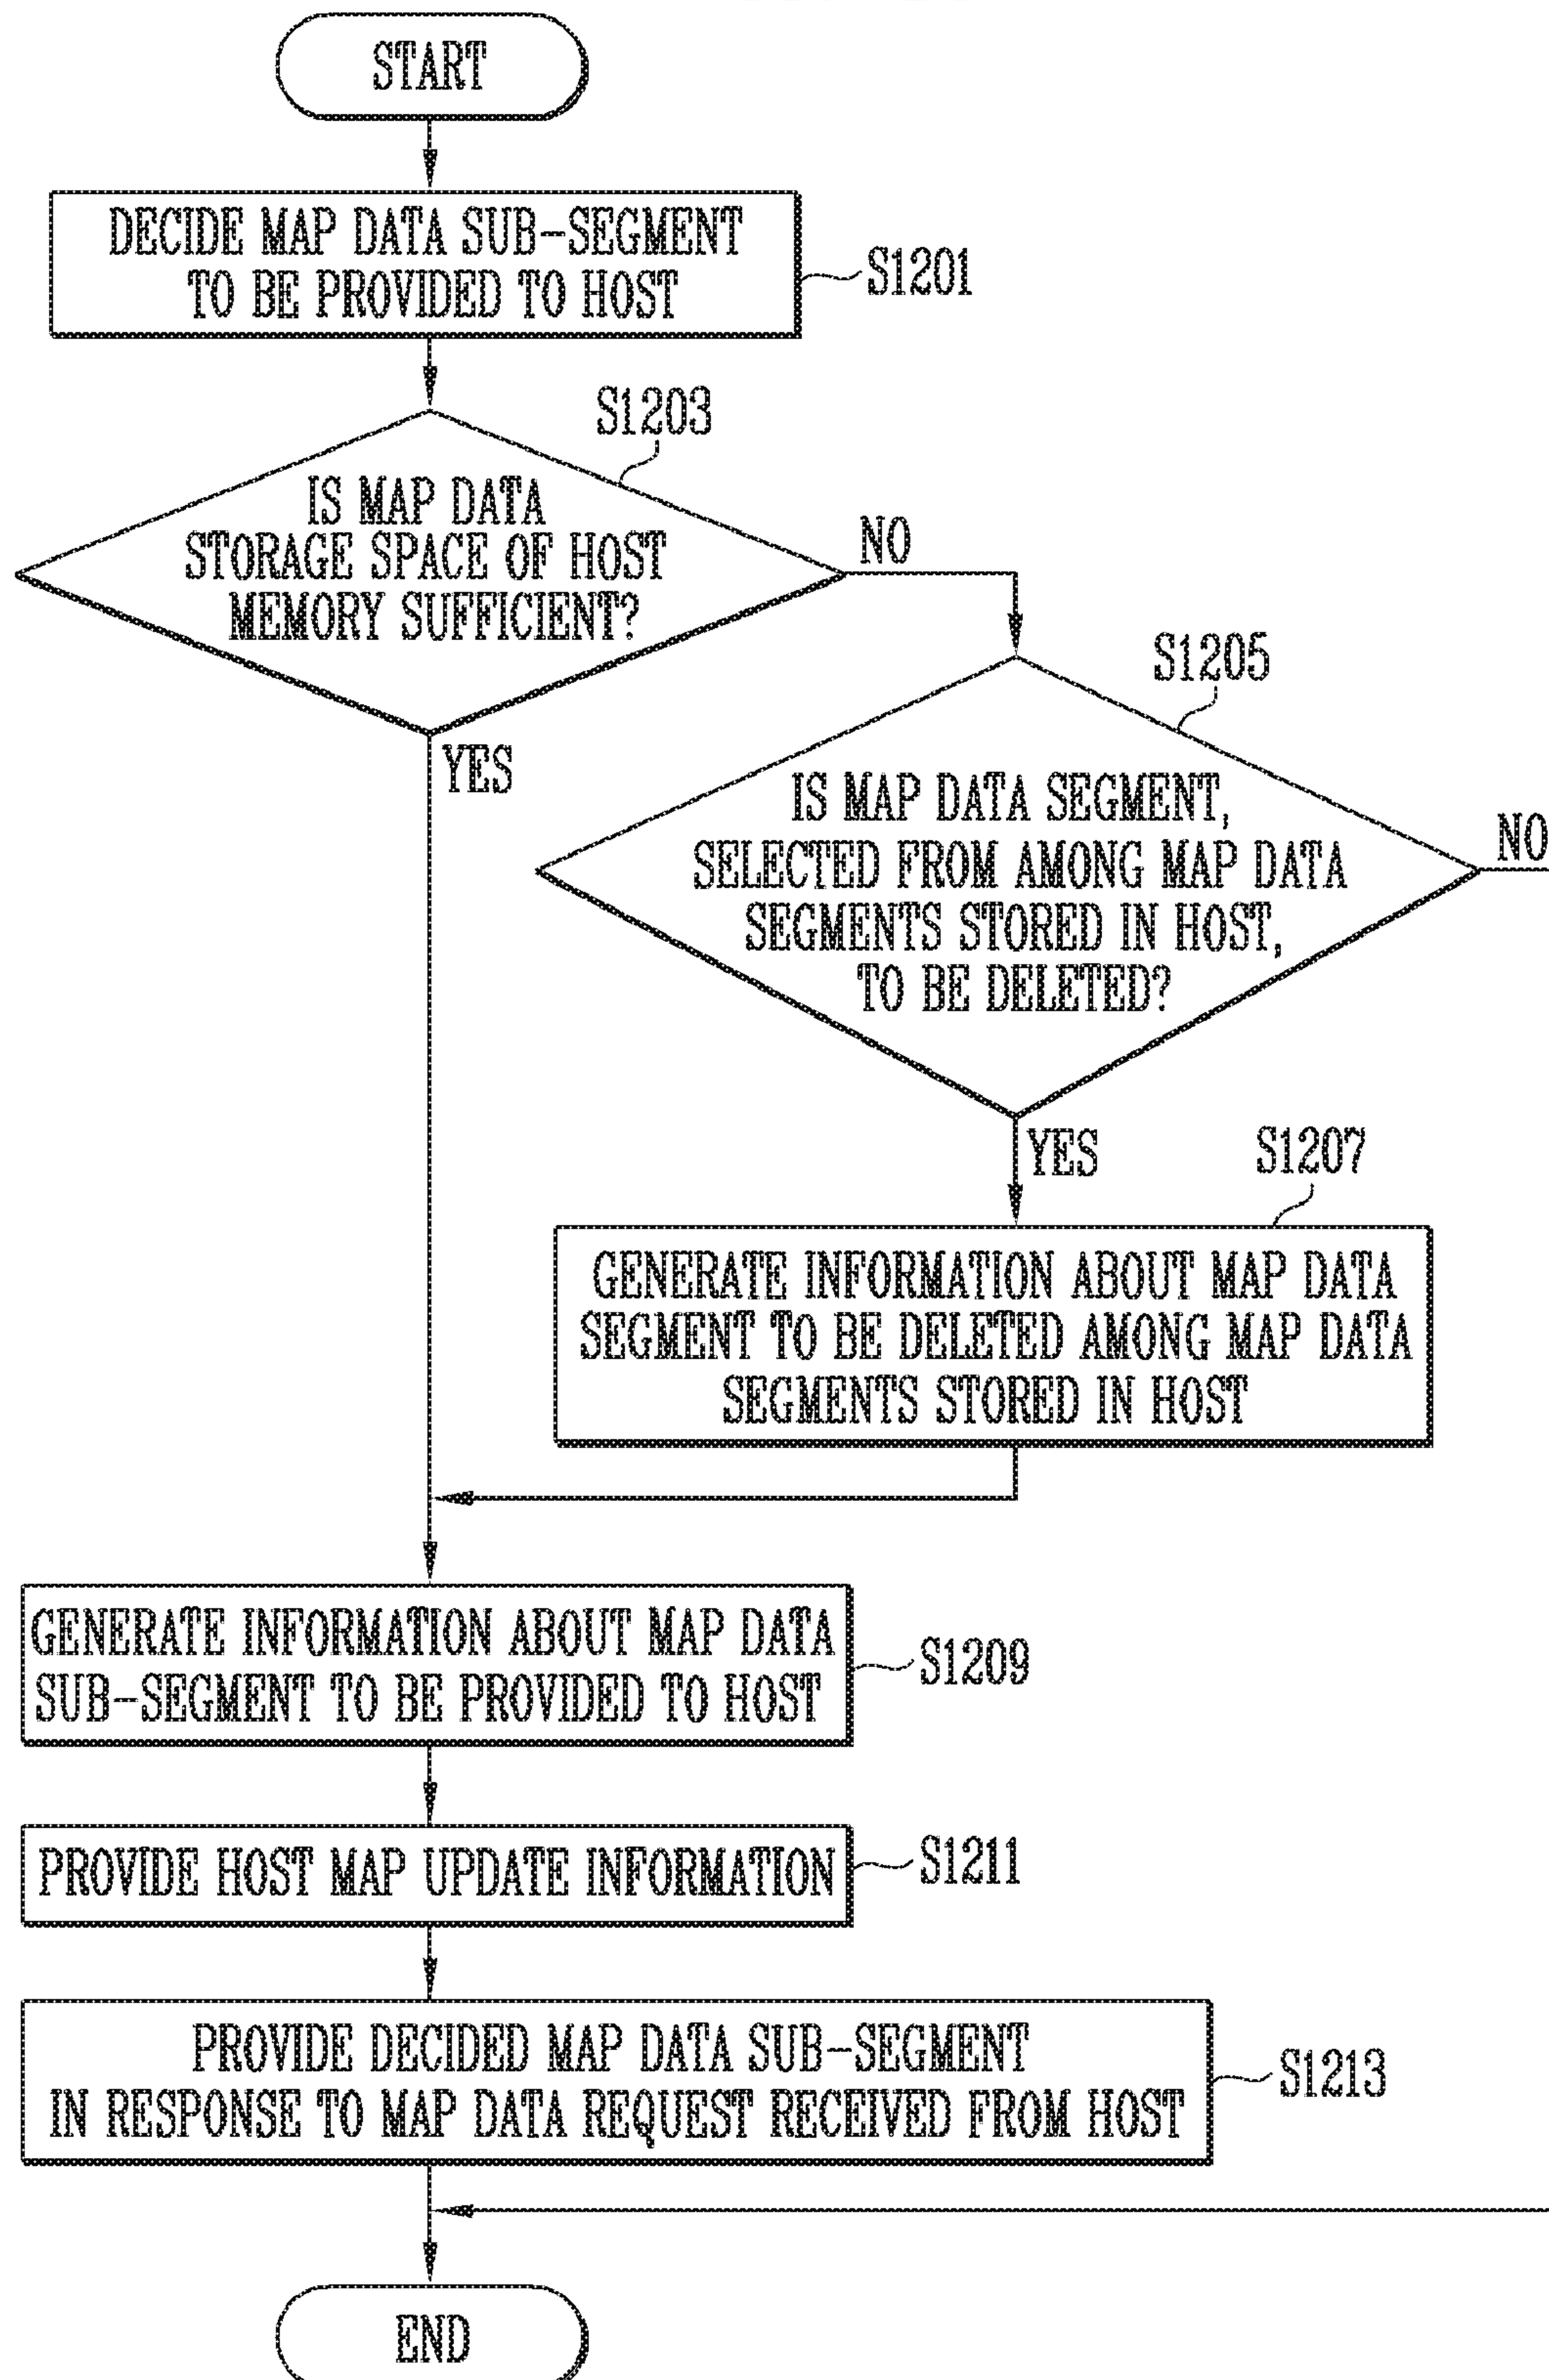 START
DECIDE MAP DATA SUB-SEGMENT
TO BE PROVIDED TO HOST
S1201
S1203
IS MAP DATA
STORAGE SPACE OF HOST
MEMORY SUFFICIENT?
NO
YES
S1205
IS MAP DATA SEGMENT,
SELECTED FROM AMONG MAP DATA
SEGMENTS STORED IN HOST,
TO BE DELETED?
NO
YES
S1207
GENERATE INFORMATION ABOUT MAP DATA
SEGMENT TO BE DELETED AMONG MAP DATA
SEGMENTS STORED IN HOST
GENERATE INFORMATION ABOUT MAP DATA
SUB-SEGMENT TO BE PROVIDED TO HOST
S1209
PROVIDE HOST MAP UPDATE INFORMATION
S1211
PROVIDE DECIDED MAP DATA SUB-SEGMENT
IN RESPONSE TO MAP DATA REQUEST RECEIVED FROM HOST
S1213
END